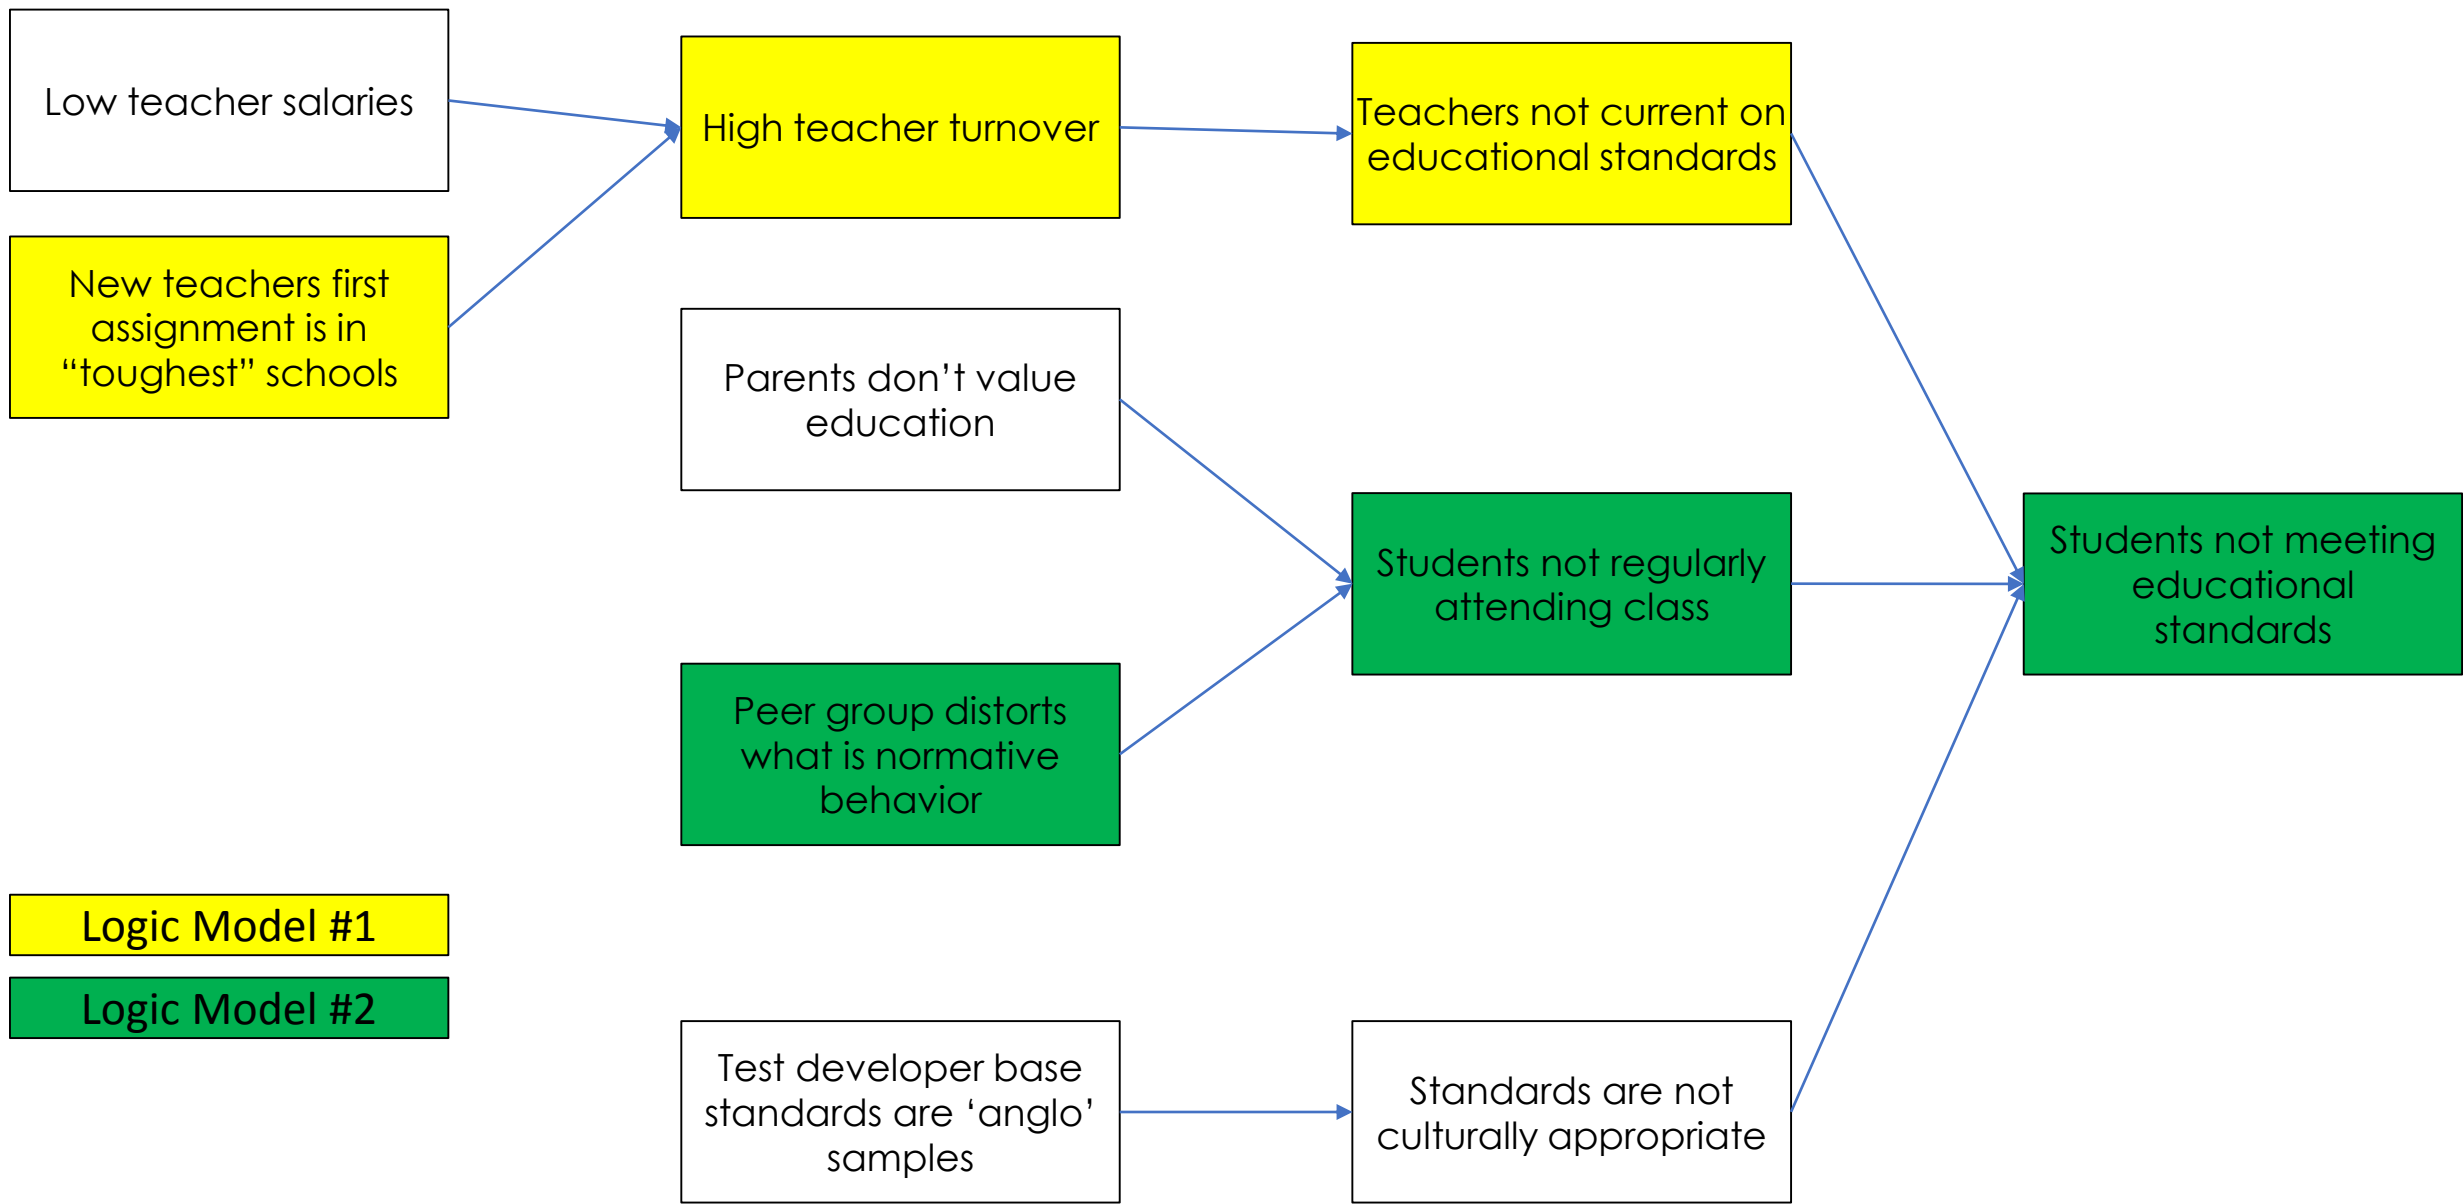 Low teacher salaries
High teacher turnover
Teachers not current on
educational standards
New teachers first
assignment is in
“toughest” schools
Parents don’t value
education
Students not regularly
attending class
Students not meeting
educational
standards
Peer group distorts
what is normative
behavior
Logic Model #1
Logic Model #2
Test developer base
standards are ‘anglo’
samples
Standards are not
culturally appropriate